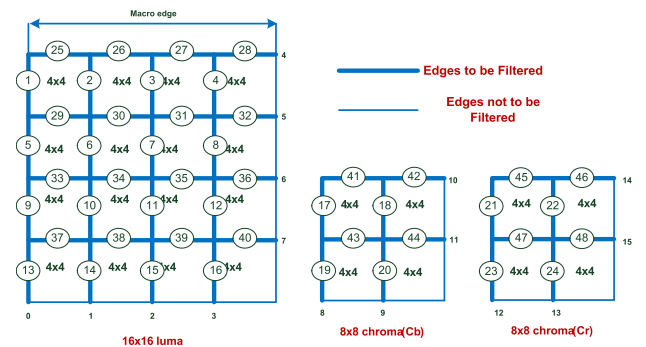 Macro edge
25 26 27 28 4
1 4x4 2 4x4 3 4x4 4 4x4
29 30 31 32 5
5 4x4 6 4x4 7 4x4 8 4x4
33 34 35 36 6
9 4x4 10 4x4 11 4x4 12 4x4
37 38 39 40 7
13 4x4 14 4x4 15 4x4 16 4x4
0 1 2 3
16x16 luma
Edges to be Filtered
Edges not to be
Filtered
41 42 10
17 4x4 18 4x4
43 44 11
19 4x4 20 4x4
8 9
8x8 chroma(Cb)
45 46 14
21 4x4 22 4x4
47 48 15
23 4x4 24 4x4
12 13
8x8 chroma(Cr)